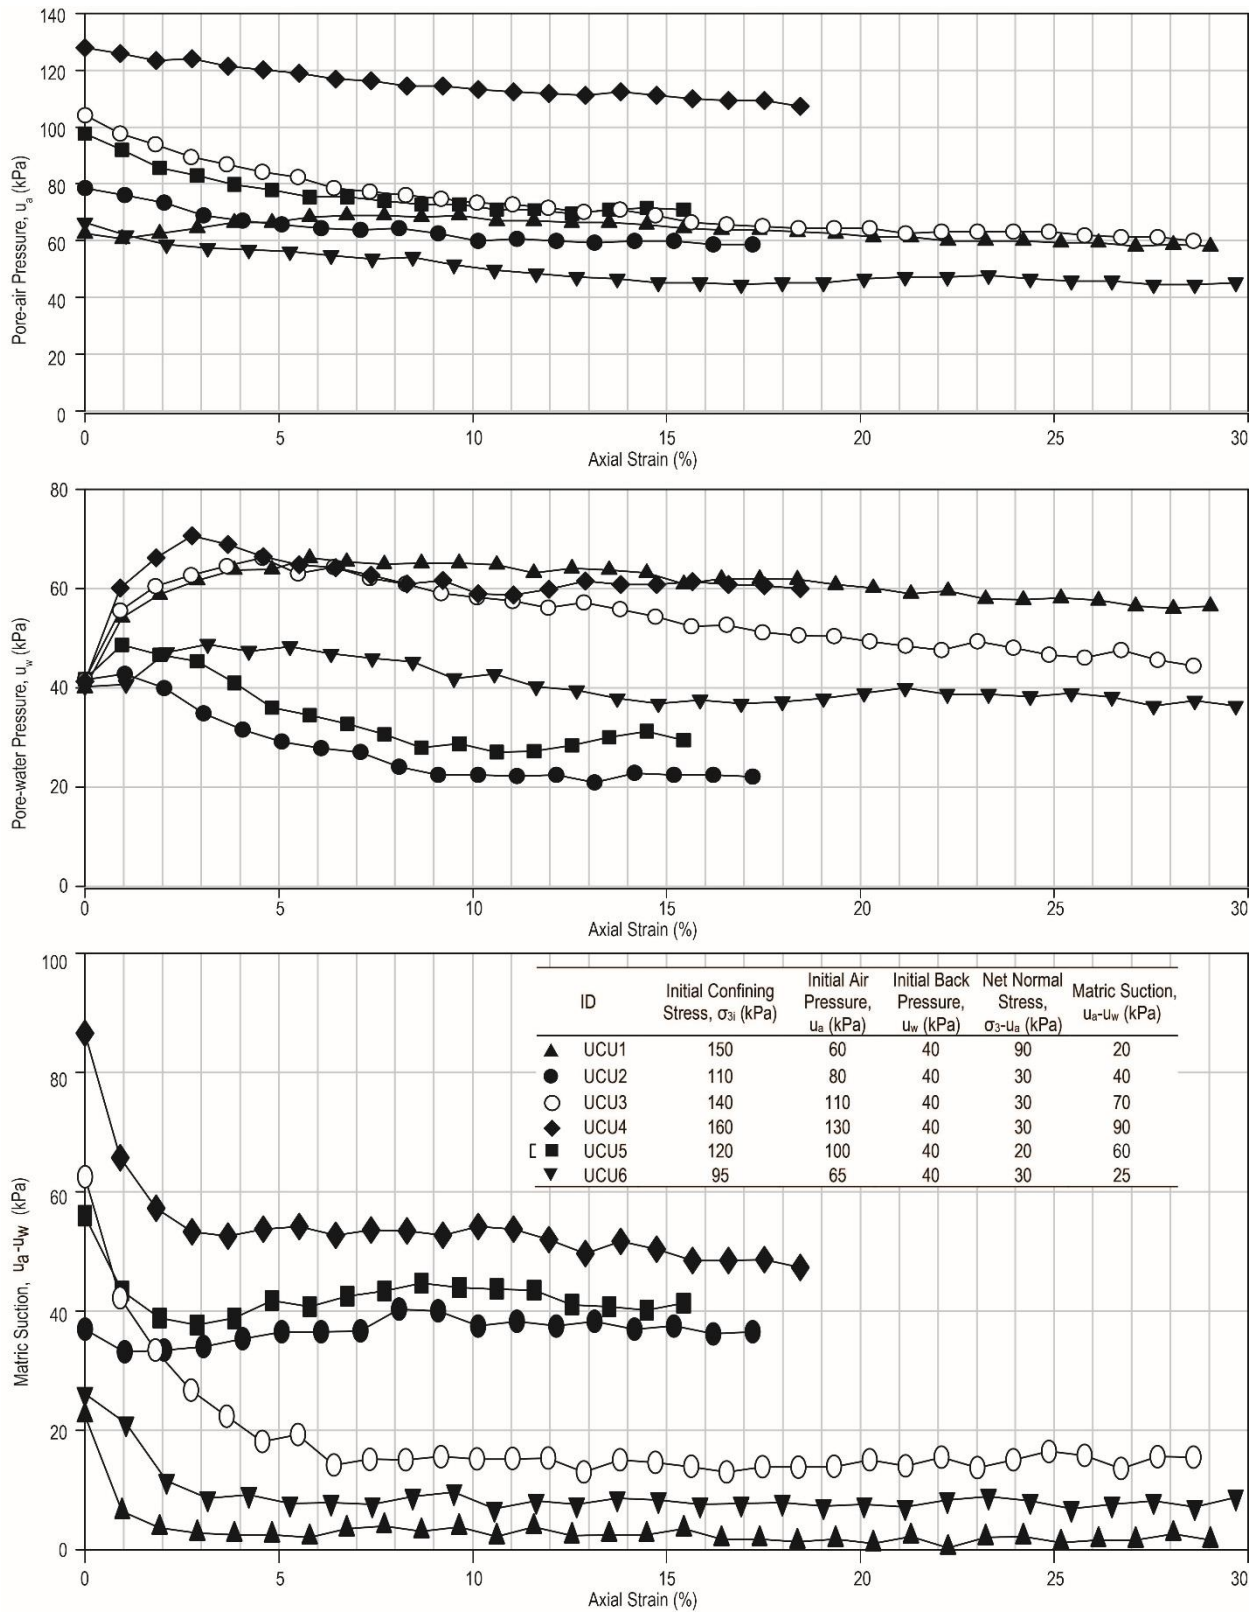 140
120
100
80
60
40
20
0
Pore-air Pressure, uₐ (kPa)
0 5 10 15 20 25 30
Axial Strain (%)
80
60
40
20
0
Pore-water Pressure, u_w (kPa)
0 5 10 15 20 25 30
Axial Strain (%)
100
80
60
40
20
0
Matric Suction, ua-uw (kPa)
ID Initial Confining Stress, σ₃ᵢ (kPa) Initial Air Pressure, uₐ (kPa) Initial Back Pressure, u_w (kPa) Net Normal Stress, σ₃-uₐ (kPa) Matric Suction, uₐ-u_w (kPa)
UCU1 150 60 40 90 20
UCU2 110 80 40 30 40
UCU3 140 110 40 30 70
UCU4 160 130 40 30 90
UCU5 120 100 40 20 60
UCU6 95 65 40 30 25
0 5 10 15 20 25 30
Axial Strain (%)